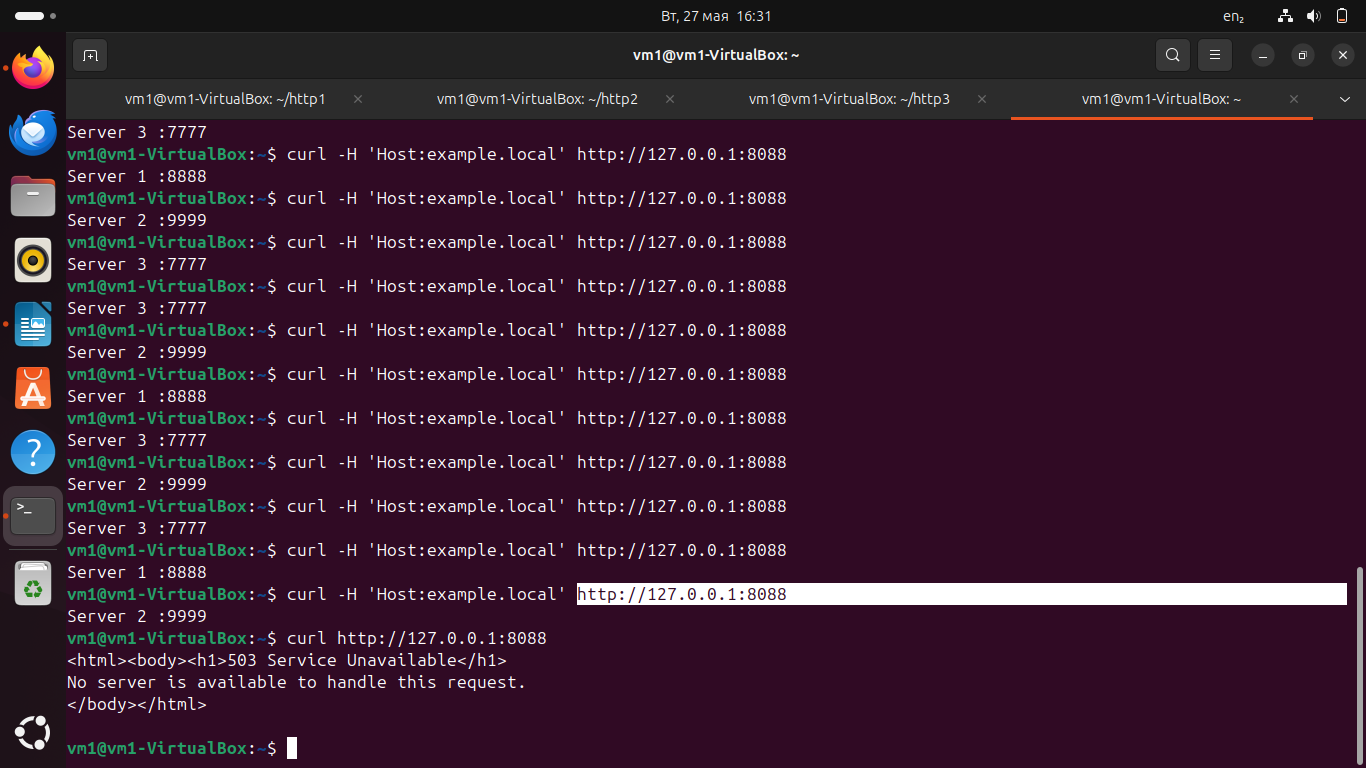 Вт, 27 мая 16:31
en₂
vm1@vm1-VirtualBox: ~
vm1@vm1-VirtualBox: ~/http1
vm1@vm1-VirtualBox: ~/http2
vm1@vm1-VirtualBox: ~/http3
vm1@vm1-VirtualBox: ~
Server 3 :7777
vm1@vm1-VirtualBox:~$ curl -H 'Host:example.local' http://127.0.0.1:8088
Server 1 :8888
vm1@vm1-VirtualBox:~$ curl -H 'Host:example.local' http://127.0.0.1:8088
Server 2 :9999
vm1@vm1-VirtualBox:~$ curl -H 'Host:example.local' http://127.0.0.1:8088
Server 3 :7777
vm1@vm1-VirtualBox:~$ curl -H 'Host:example.local' http://127.0.0.1:8088
Server 3 :7777
vm1@vm1-VirtualBox:~$ curl -H 'Host:example.local' http://127.0.0.1:8088
Server 2 :9999
vm1@vm1-VirtualBox:~$ curl -H 'Host:example.local' http://127.0.0.1:8088
Server 1 :8888
vm1@vm1-VirtualBox:~$ curl -H 'Host:example.local' http://127.0.0.1:8088
Server 3 :7777
vm1@vm1-VirtualBox:~$ curl -H 'Host:example.local' http://127.0.0.1:8088
Server 2 :9999
vm1@vm1-VirtualBox:~$ curl -H 'Host:example.local' http://127.0.0.1:8088
Server 3 :7777
vm1@vm1-VirtualBox:~$ curl -H 'Host:example.local' http://127.0.0.1:8088
Server 1 :8888
vm1@vm1-VirtualBox:~$ curl -H 'Host:example.local' http://127.0.0.1:8088
Server 2 :9999
vm1@vm1-VirtualBox:~$ curl http://127.0.0.1:8088
<html><body><h1>503 Service Unavailable</h1>
No server is available to handle this request.
</body></html>
vm1@vm1-VirtualBox:~$